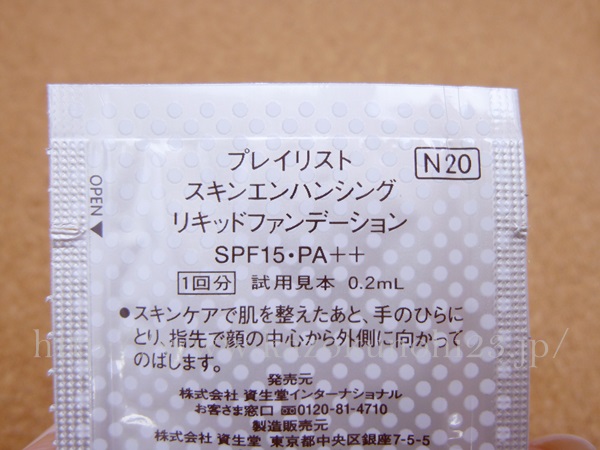 プレイリスト N20
スキンエンハンシング
リキッドファンデーション
SPF15・PA++
1回分 試用見本 0.2mL
OPEN
●スキンケアで肌を整えたあと、手のひらに
とり、指先で顔の中心から外側に向かって
のばします。
発売元
株式会社 資生堂インターナショナル
お客さま窓口 0120-81-4710
製造販売元
株式会社 資生堂 東京都中央区銀座7-5-5